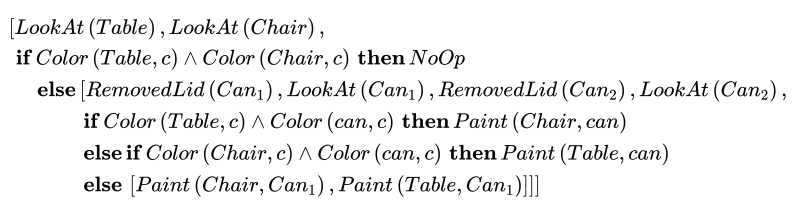 [LookAt (Table) , LookAt (Chair) ,
if Color (Table, c) ∧ Color (Chair, c) then NoOp
else [RemovedLid (Can₁) , LookAt (Can₁) , RemovedLid (Can₂) , LookAt (Can₂) ,
if Color (Table, c) ∧ Color (can, c) then Paint (Chair, can)
else if Color (Chair, c) ∧ Color (can, c) then Paint (Table, can)
else [Paint (Chair, Can₁) , Paint (Table, Can₁)]]]